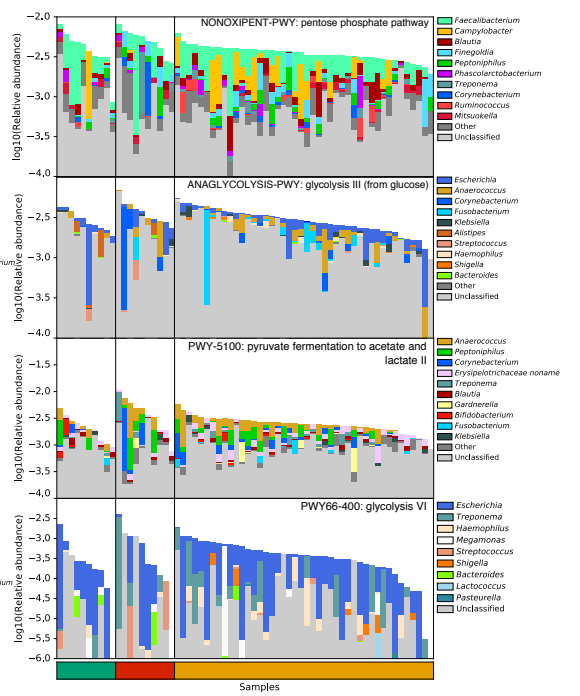 NONOXIPENT-PWY: pentose phosphate pathway
log10(Relative abundance)
−2.0
−2.5
−3.0
−3.5
−4.0
Faecalibacterium
Campylobacter
Blautia
Finegoldia
Peptoniphilus
Phascolarctobacterium
Treponema
Corynebacterium
Ruminococcus
Mitsuokella
Other
Unclassified
ANAGLYCOLYSIS-PWY: glycolysis III (from glucose)
log10(Relative abundance)
−2.5
−3.0
−3.5
−4.0
rium
Escherichia
Anaerococcus
Corynebacterium
Fusobacterium
Klebsiella
Alistipes
Streptococcus
Haemophilus
Shigella
Bacteroides
Other
Unclassified
PWY-5100: pyruvate fermentation to acetate and
lactate II
log10(Relative abundance)
−1.5
−2.0
−2.5
−3.0
−3.5
−4.0
Anaerococcus
Peptoniphilus
Corynebacterium
Erysipelotrichaceae noname
Treponema
Blautia
Gardnerella
Bifidobacterium
Fusobacterium
Klebsiella
Other
Unclassified
PWY66-400: glycolysis VI
log10(Relative abundance)
−2.5
−3.0
−3.5
−4.0
−4.5
−5.0
−5.5
−6.0
ium
Escherichia
Treponema
Haemophilus
Megamonas
Streptococcus
Shigella
Bacteroides
Lactococcus
Pasteurella
Unclassified
Samples